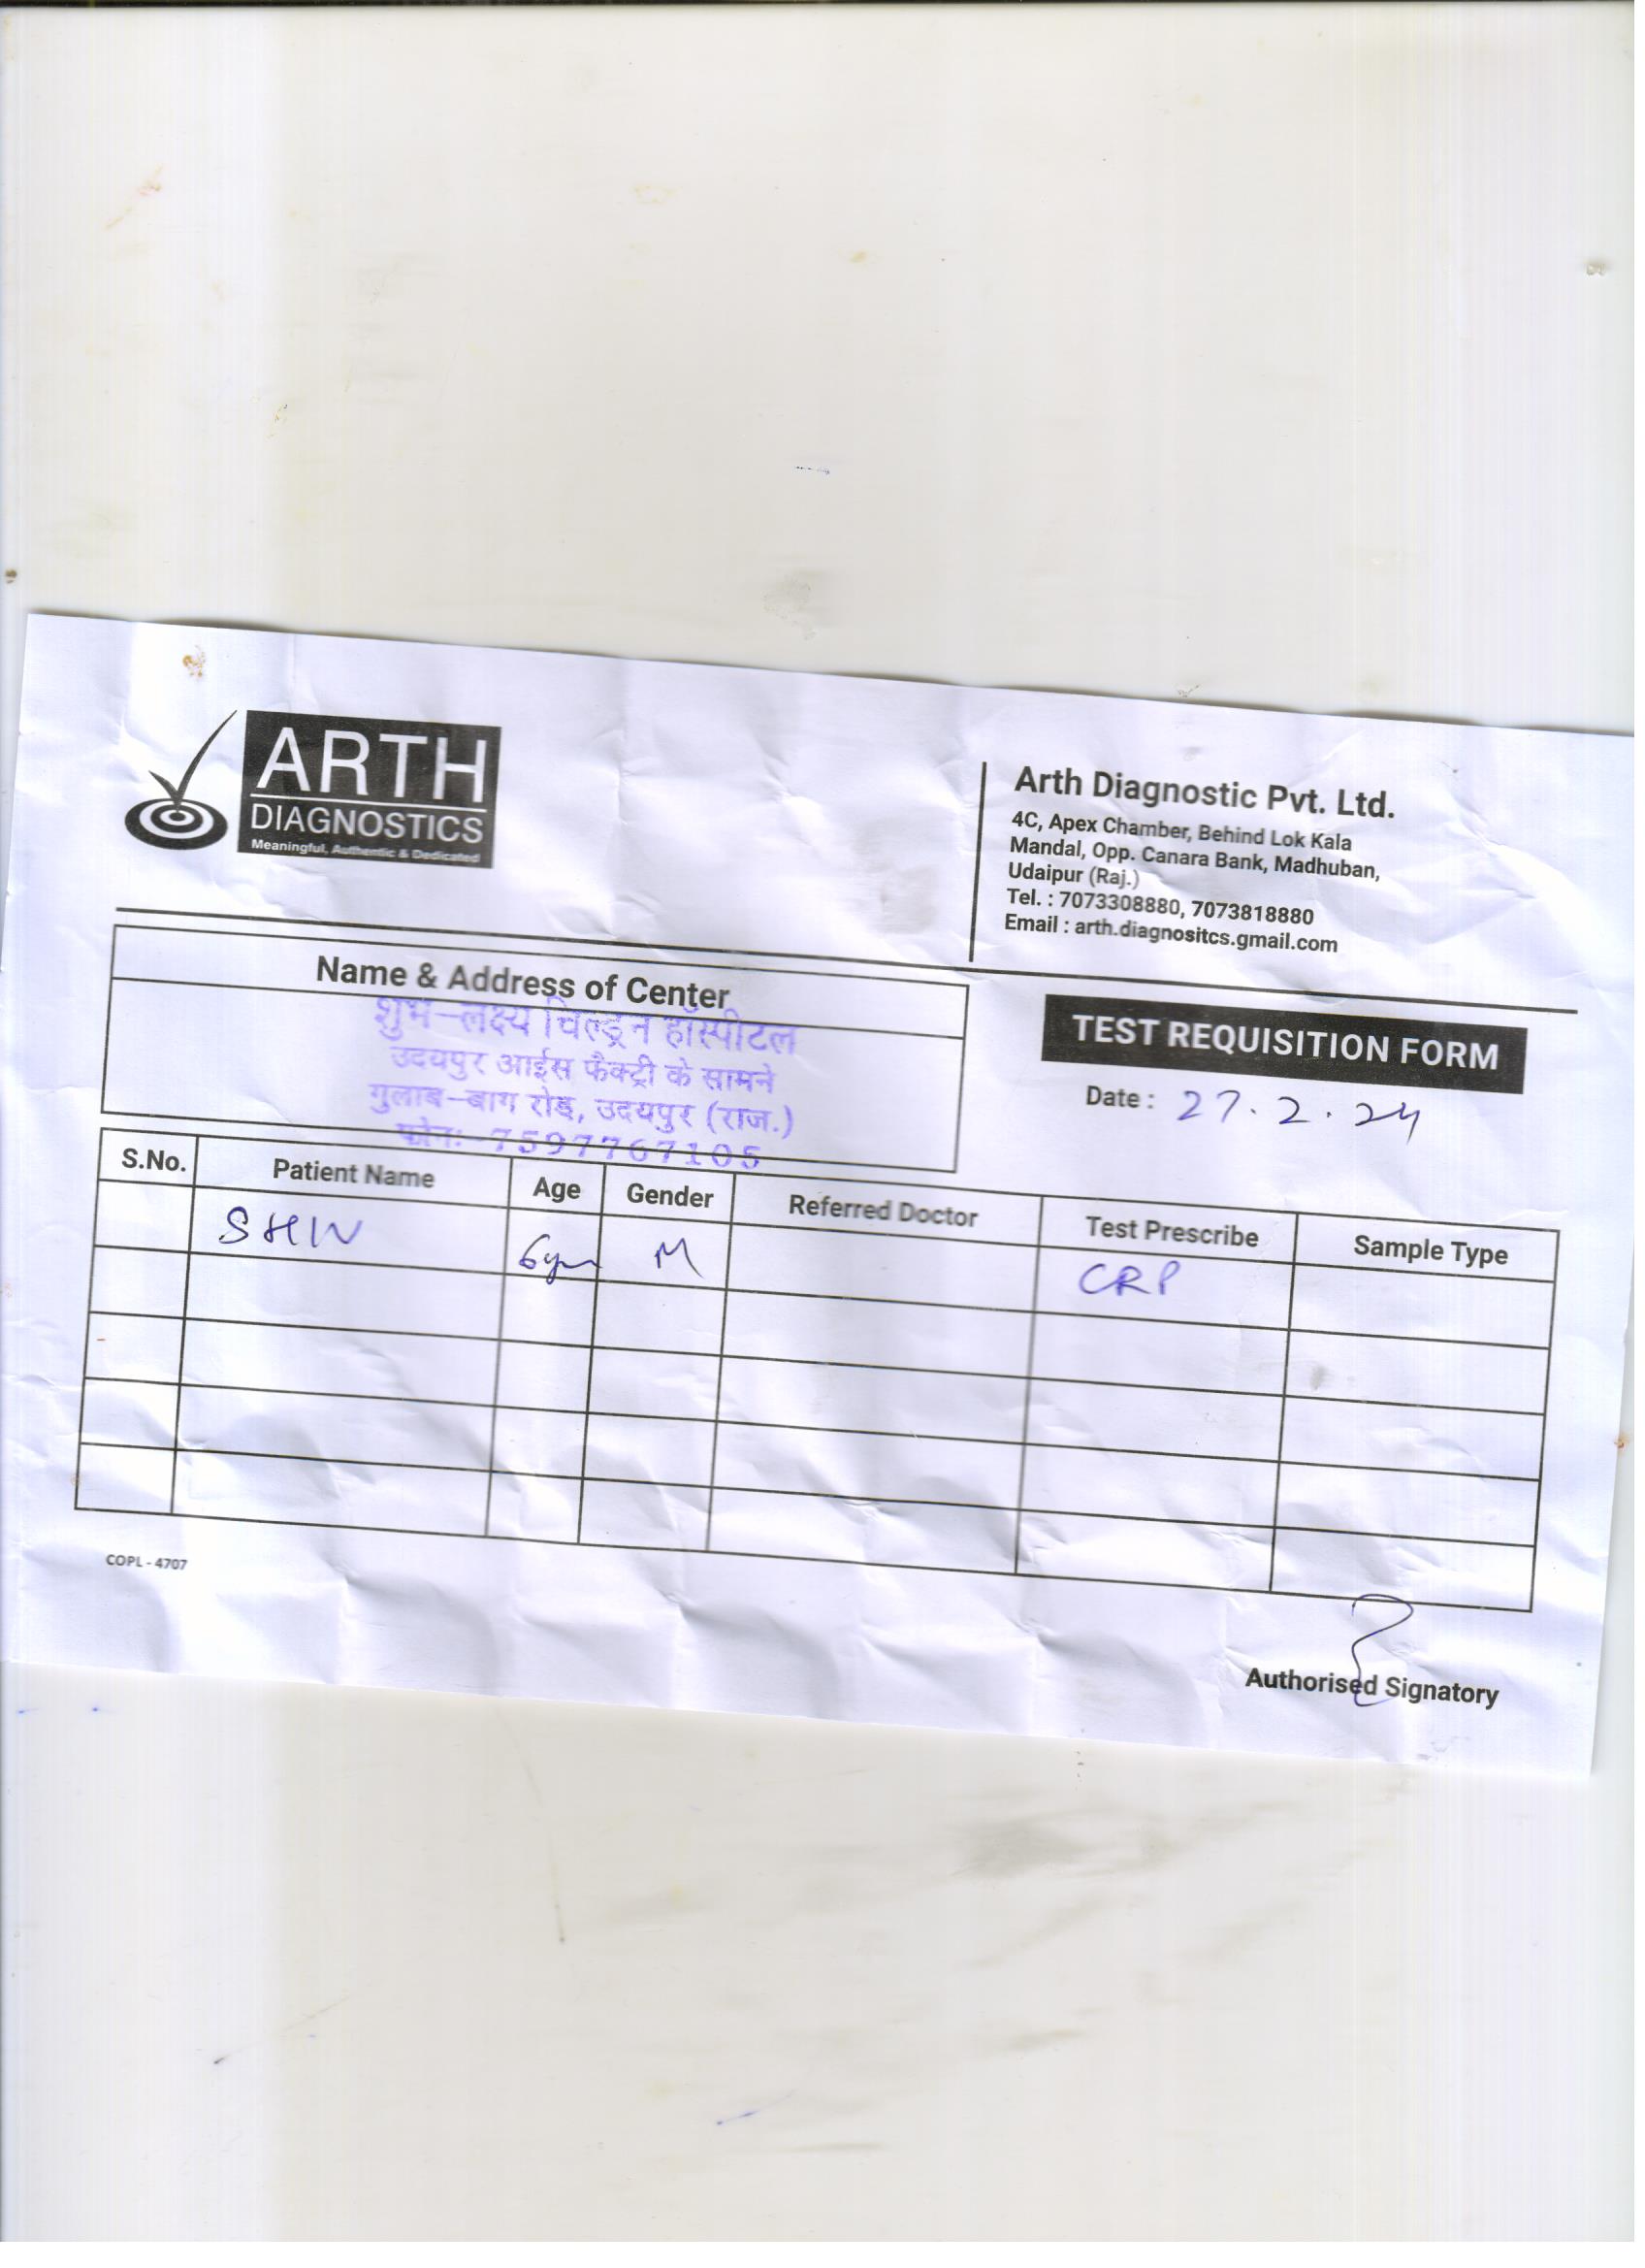 ARTH
DIAGNOSTICS
Meaningful, Authentic & Dedicated
Arth Diagnostic Pvt. Ltd.
4C, Apex Chamber, Behind Lok Kala
Mandal, Opp. Canara Bank, Madhuban,
Udaipur (Raj.)
Tel. : 7073308880, 7073818880
Email : arth.diagnositcs.gmail.com
Name & Address of Center
शुभ-लक्ष्य चिल्ड्रन हॉस्पीटल
उदयपुर आईस फैक्ट्री के सामने
गुलाब-बाग रोड, उदयपुर (राज.)
फोन:-7597767105
TEST REQUISITION FORM
Date : 27.2.24
S.No. Patient Name Age Gender Referred Doctor Test Prescribe Sample Type
M CRP
COPL - 4707
Authorised Signatory